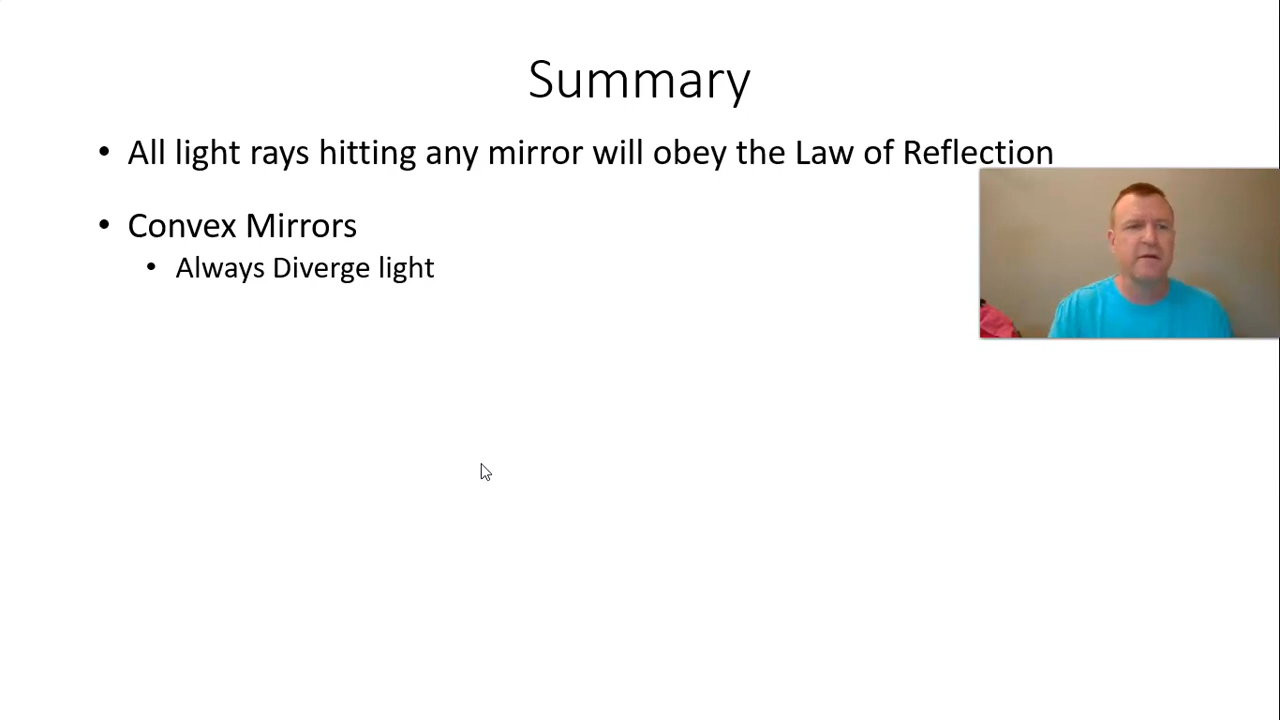 Summary
• All light rays hitting any mirror will obey the Law of Reflection
• Convex Mirrors
• Always Diverge light